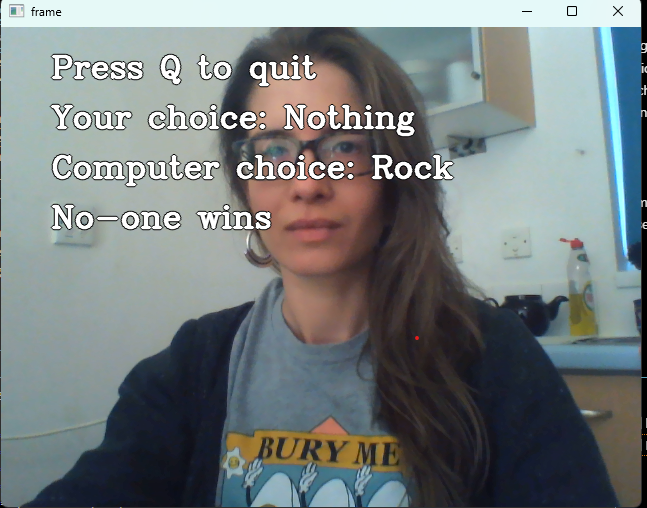 frame
Press Q to quit
Your choice: Nothing
Computer choice: Rock
No-one wins
BURY ME